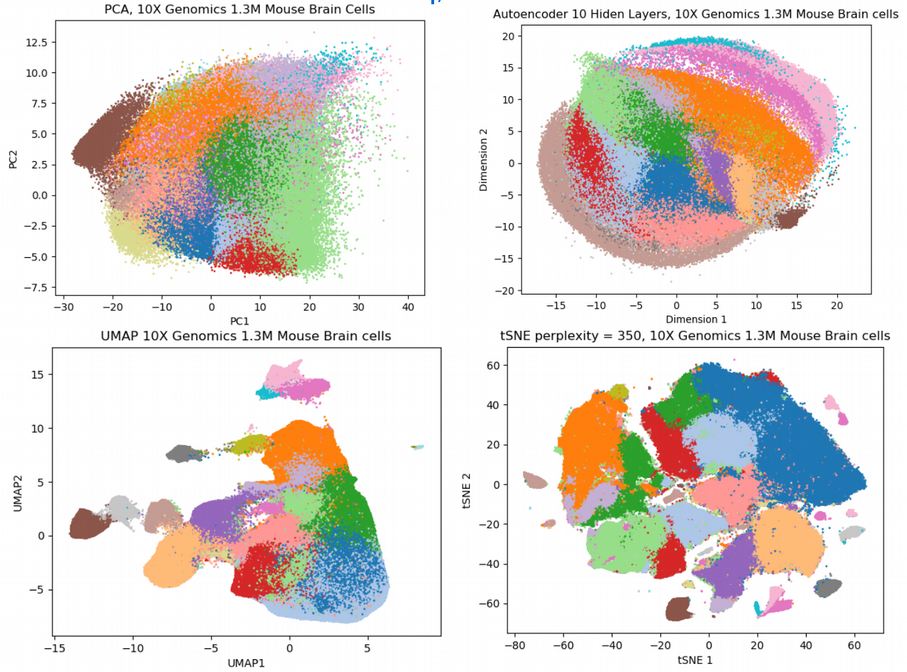 PCA, 10X Genomics 1.3M Mouse Brain Cells
12.5
10.0
7.5
5.0
2.5
0.0
−2.5
−5.0
−7.5
PC2
−30 −20 −10 0 10 20 30 40
PC1
Autoencoder 10 Hiden Layers, 10X Genomics 1.3M Mouse Brain cells
20
15
10
5
0
−5
−10
−15
−20
Dimension 2
−15 −10 −5 0 5 10 15 20
Dimension 1
UMAP 10X Genomics 1.3M Mouse Brain cells
15
10
5
0
−5
UMAP2
−15 −10 −5 0 5
UMAP1
tSNE perplexity = 350, 10X Genomics 1.3M Mouse Brain cells
60
40
20
0
−20
−40
−60
tSNE 2
−80 −60 −40 −20 0 20 40 60
tSNE 1